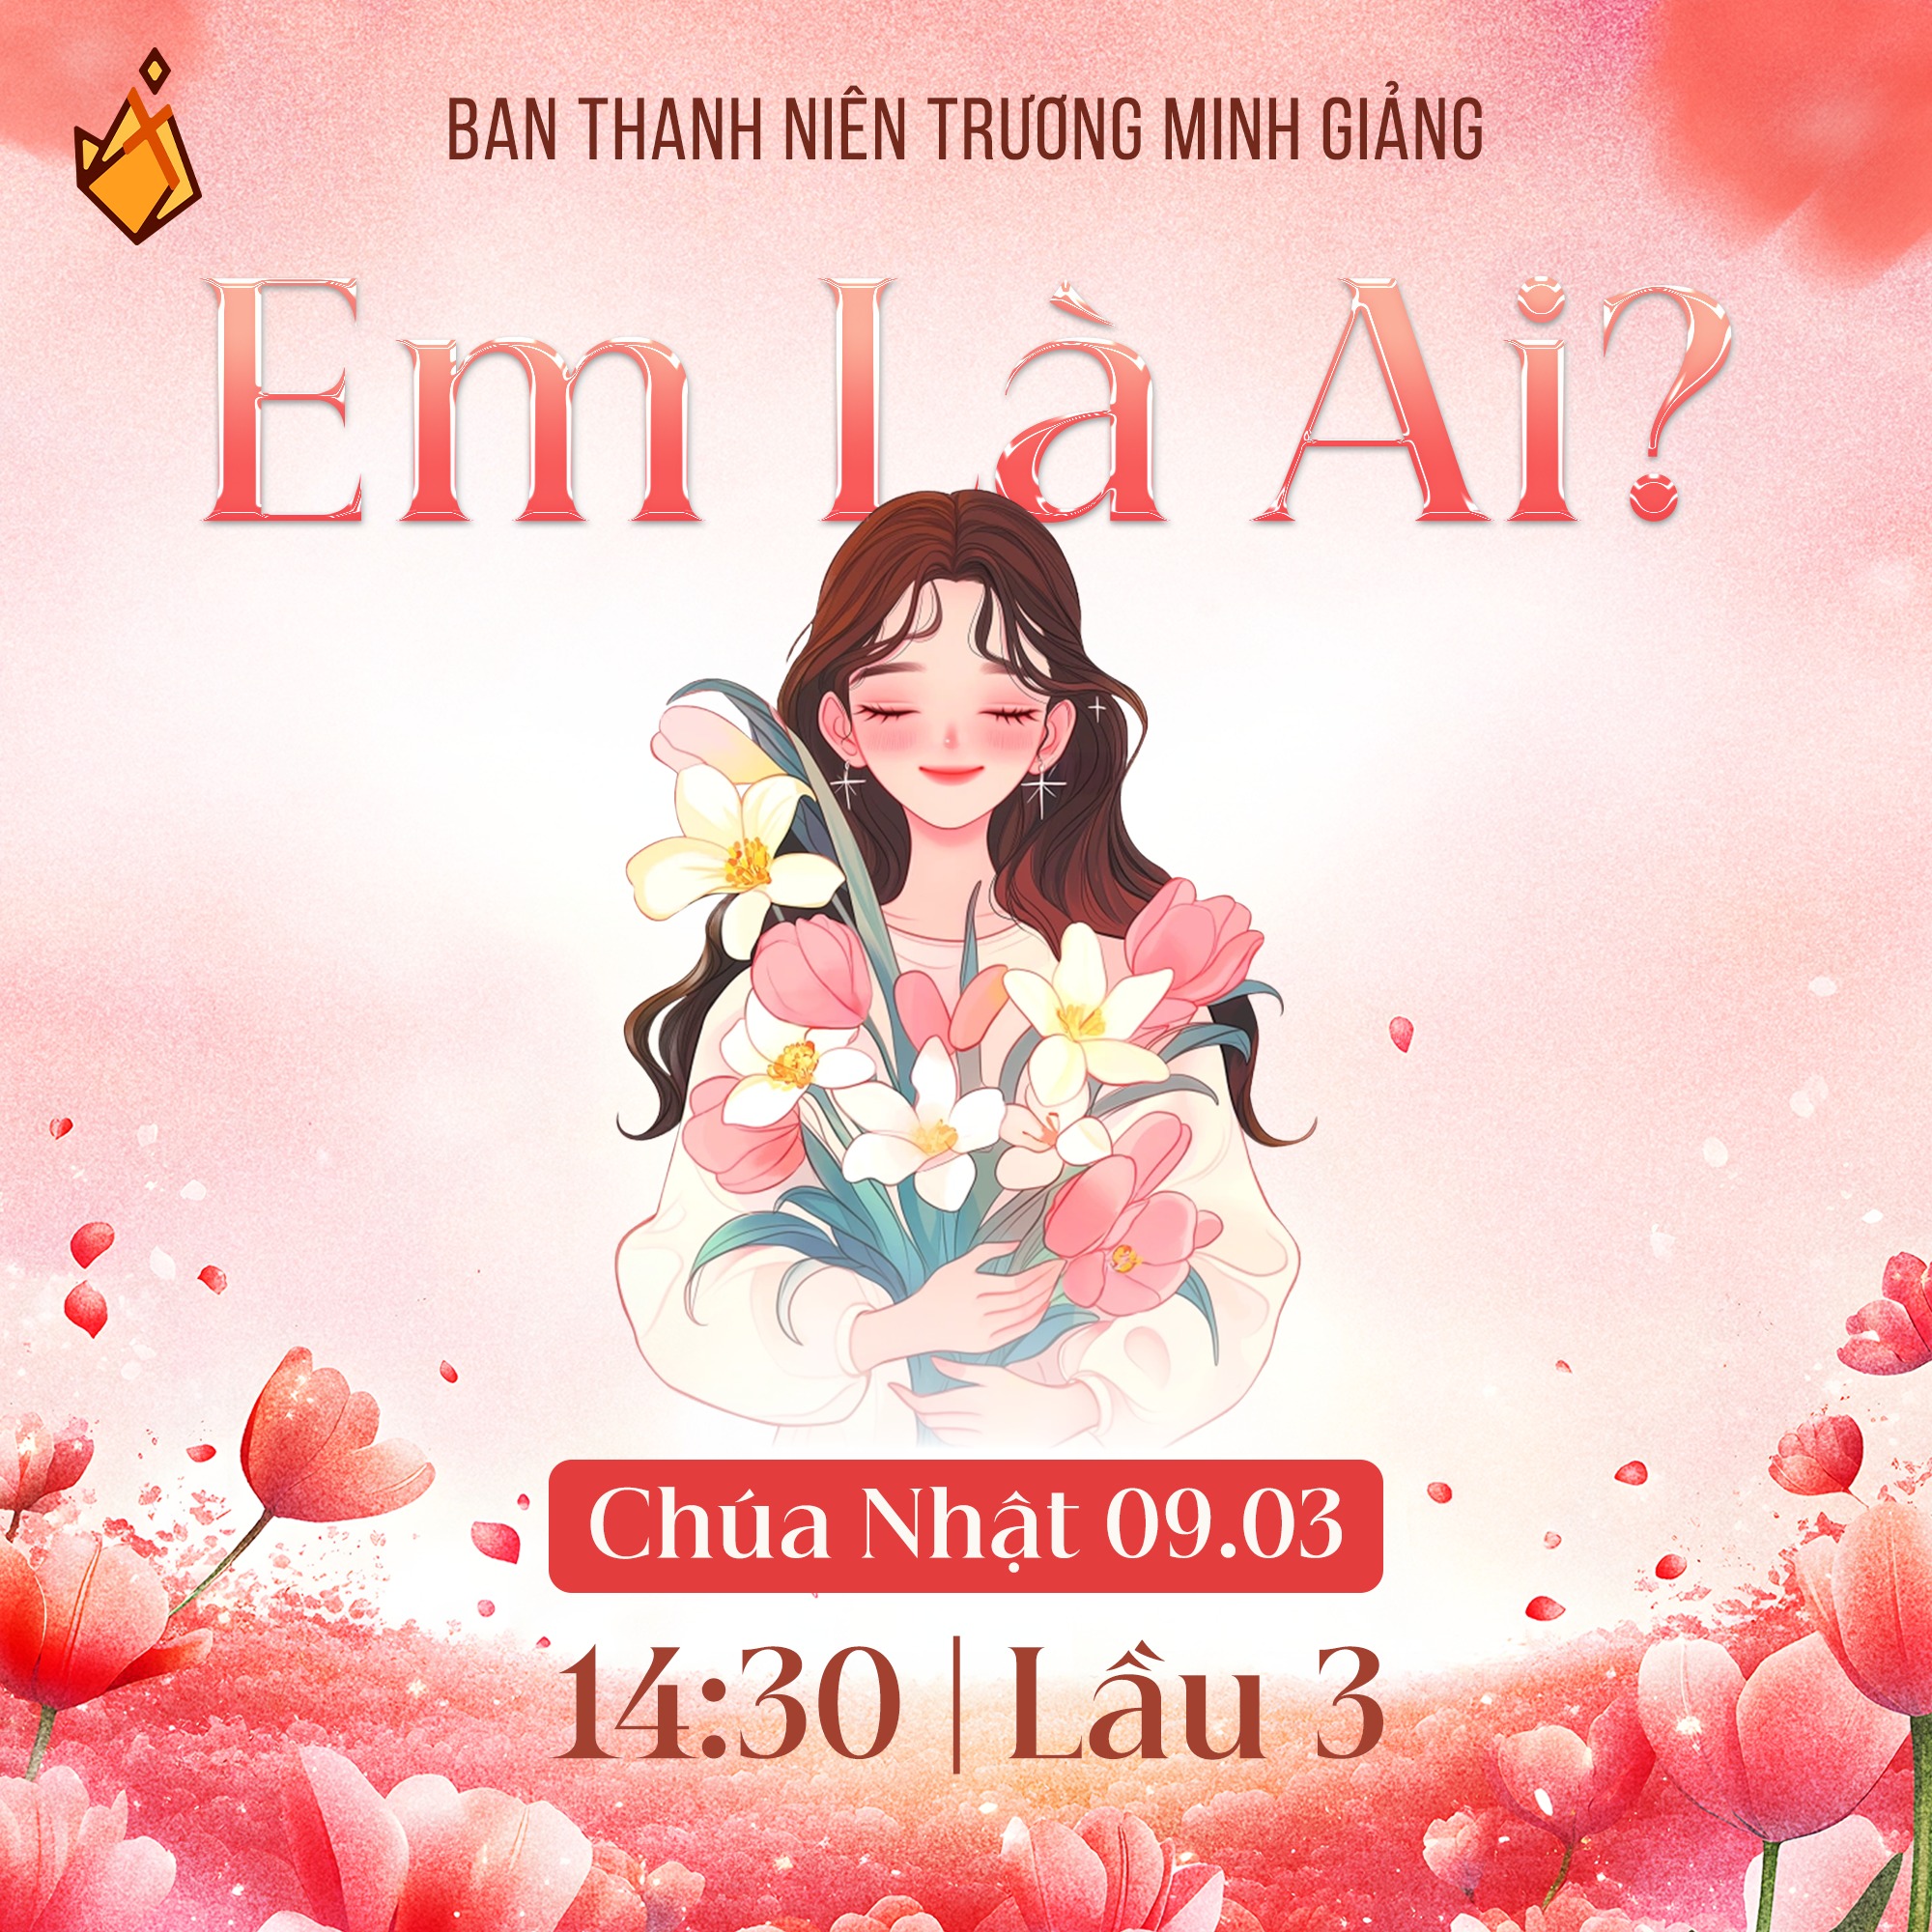 BAN THANH NIÊN TRƯƠNG MINH GIẢNG
Em Là Ai?
Chúa Nhật 09.03
14:30 | Lầu 3